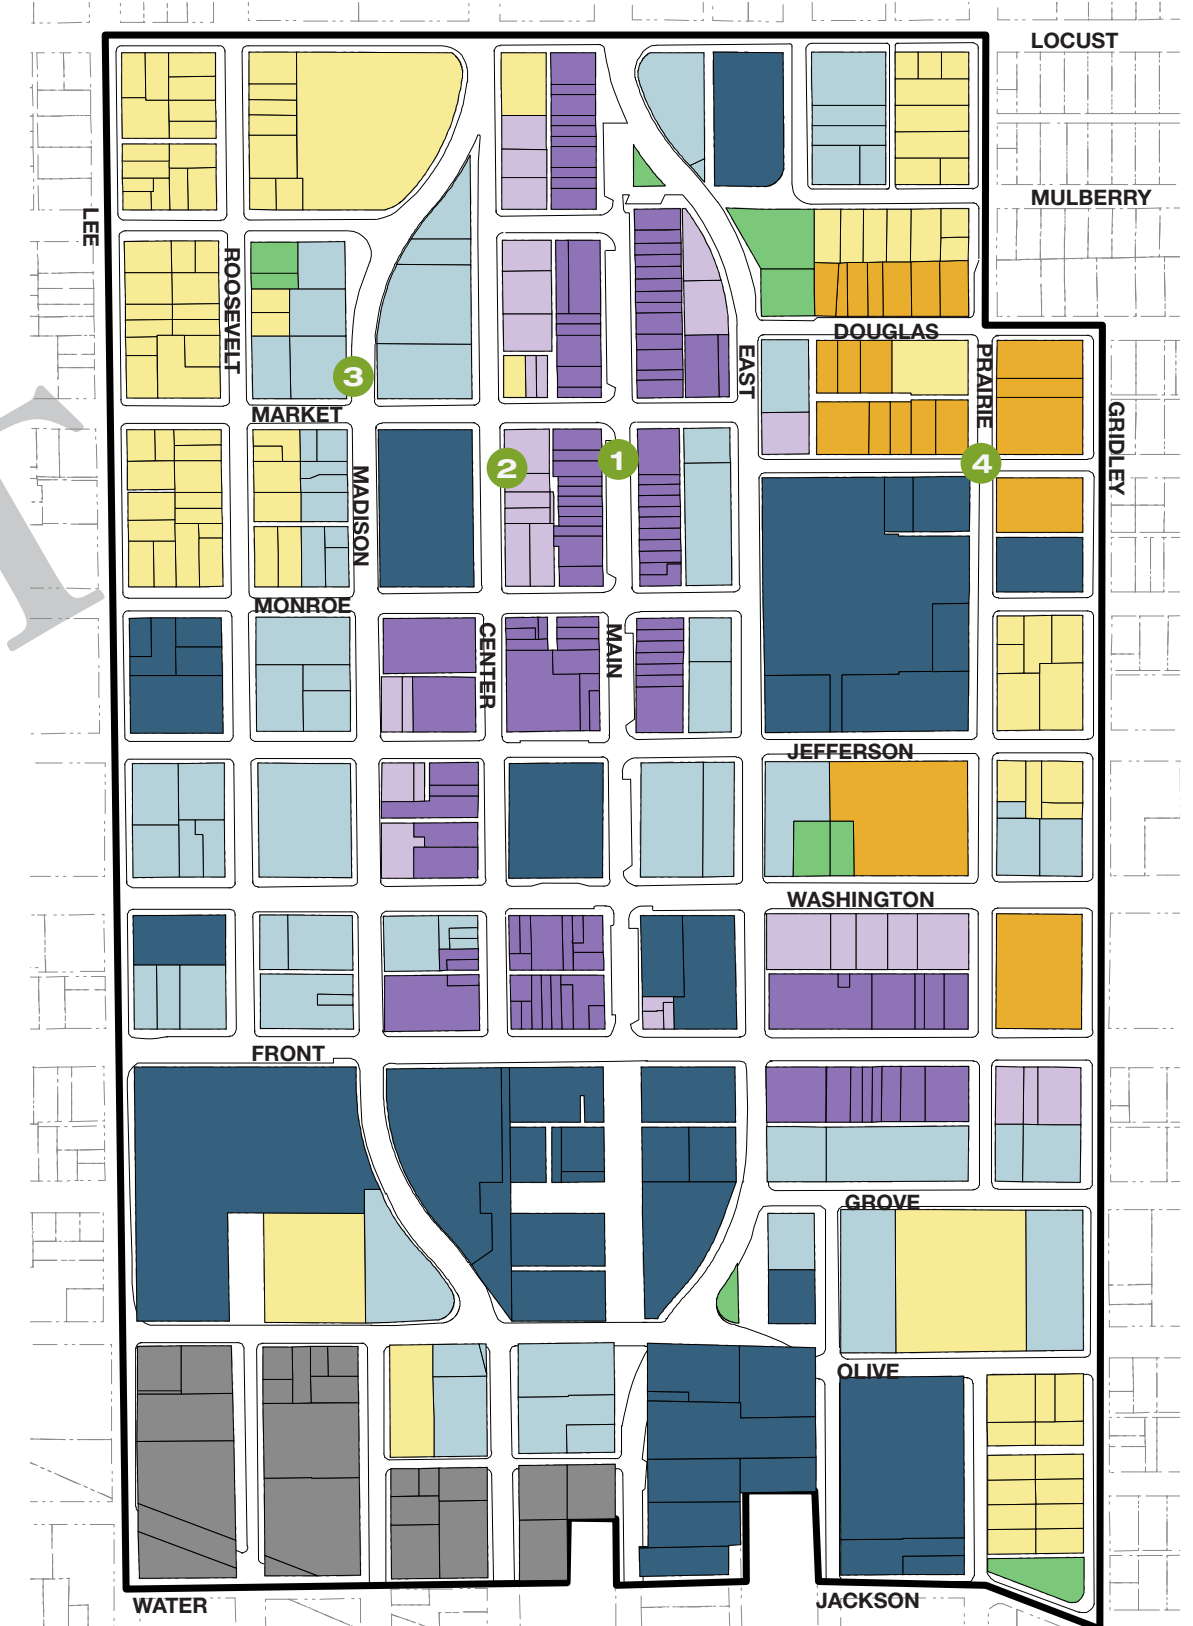 LOCUST
MULBERRY
LEE
ROOSEVELT
DOUGLAS
EAST
PRAIRIE
3
MARKET
GRIDLEY
2
1
4
MADISON
MONROE
CENTER
MAIN
JEFFERSON
WASHINGTON
FRONT
GROVE
OLIVE
WATER
JACKSON